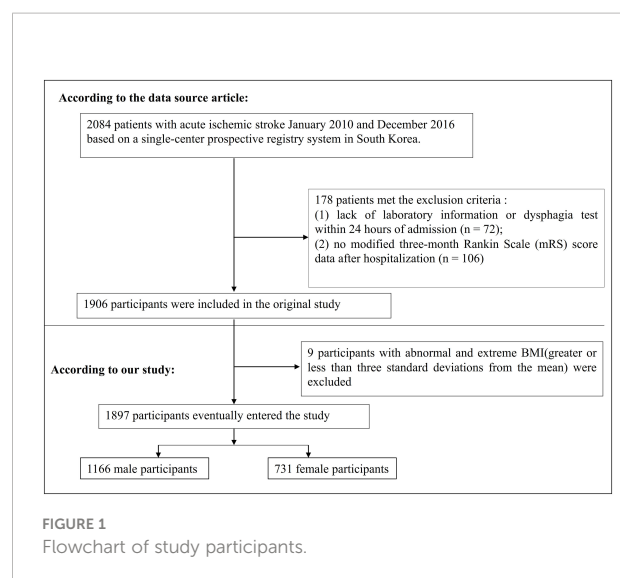 According to the data source article:
2084 patients with acute ischemic stroke January 2010 and December 2016
based on a single-center prospective registry system in South Korea.
178 patients met the exclusion criteria :
(1) lack of laboratory information or dysphagia test
within 24 hours of admission (n = 72);
(2) no modified three-month Rankin Scale (mRS) score
data after hospitalization (n = 106)
1906 participants were included in the original study
According to our study:
9 participants with abnormal and extreme BMI(greater or
less than three standard deviations from the mean) were
excluded
1897 participants eventually entered the study
1166 male participants
731 female participants
FIGURE 1
Flowchart of study participants.